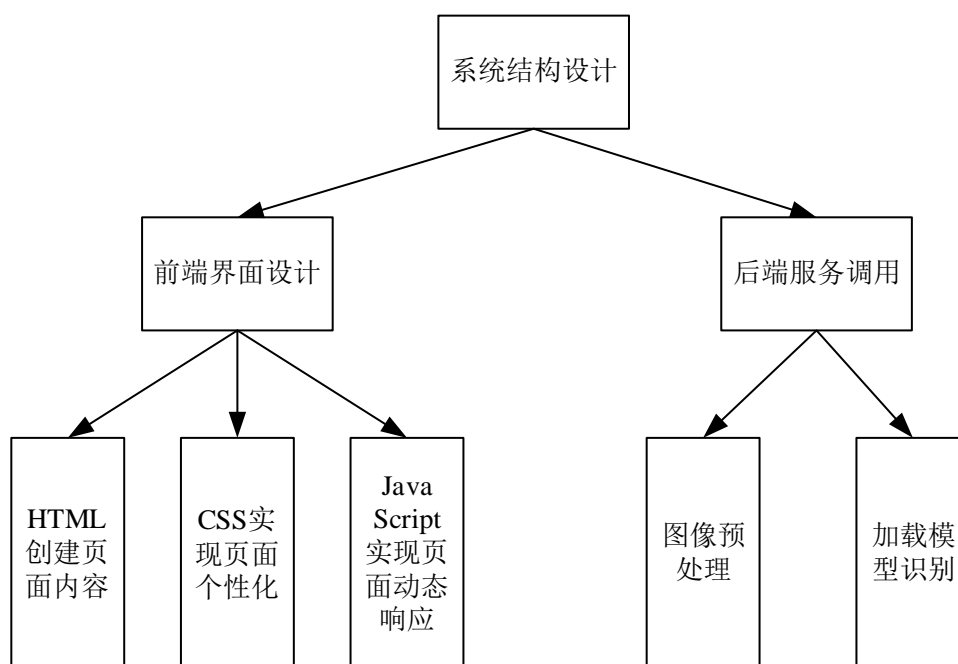 系统结构设计
前端界面设计
后端服务调用
HTML
创建页
面内容
CSS实
现页面
个性化
Java
Script
实现页
面动态
响应
图像预
处理
加载模
型识别